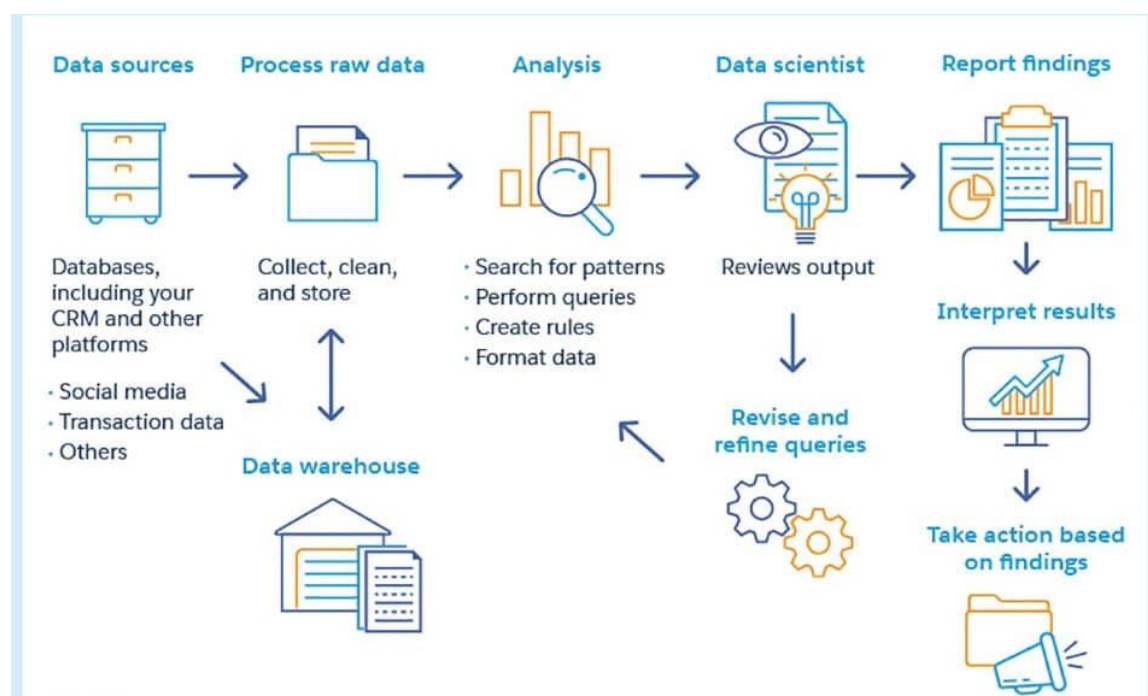 Data sources
Process raw data
Analysis
Data scientist
Report findings
Databases,
including your
CRM and other
platforms
· Social media
· Transaction data
· Others
Collect, clean,
and store
Data warehouse
· Search for patterns
· Perform queries
· Create rules
· Format data
Reviews output
Revise and
refine queries
Interpret results
Take action based
on findings